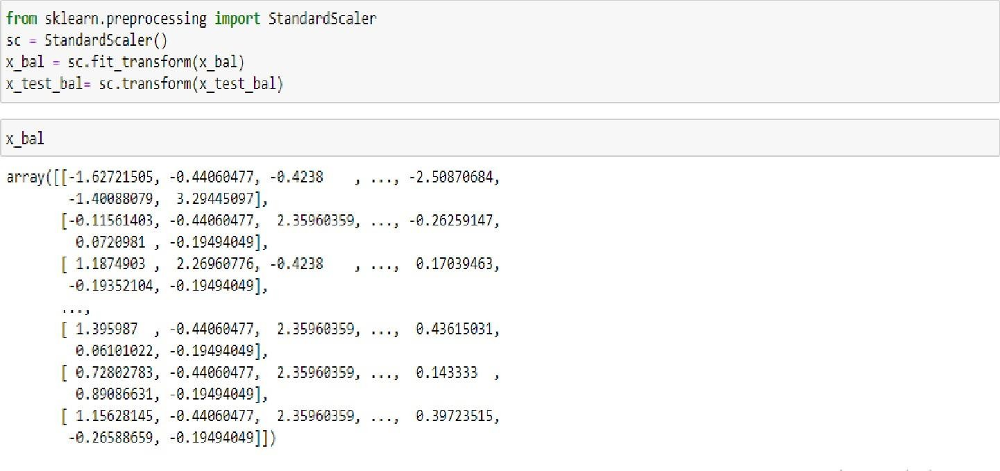 from sklearn.preprocessing import StandardScaler
sc = StandardScaler()
x_bal = sc.fit_transform(x_bal)
x_test_bal= sc.transform(x_test_bal)
x_bal
array([[-1.62721505, -0.44060477, -0.4238    , ..., -2.50870684,
        -1.40088079,  3.29445097],
       [-0.11561403, -0.44060477,  2.35960359, ..., -0.26259147,
         0.0720981 , -0.19494049],
       [ 1.1874903 ,  2.26960776, -0.4238    , ...,  0.17039463,
        -0.19352104, -0.19494049],
       ...,
       [ 1.395987  , -0.44060477,  2.35960359, ...,  0.43615031,
         0.06101022, -0.19494049],
       [ 0.72802783, -0.44060477,  2.35960359, ...,  0.143333  ,
         0.89086631, -0.19494049],
       [ 1.15628145, -0.44060477,  2.35960359, ...,  0.39723515,
        -0.26588659, -0.19494049]])